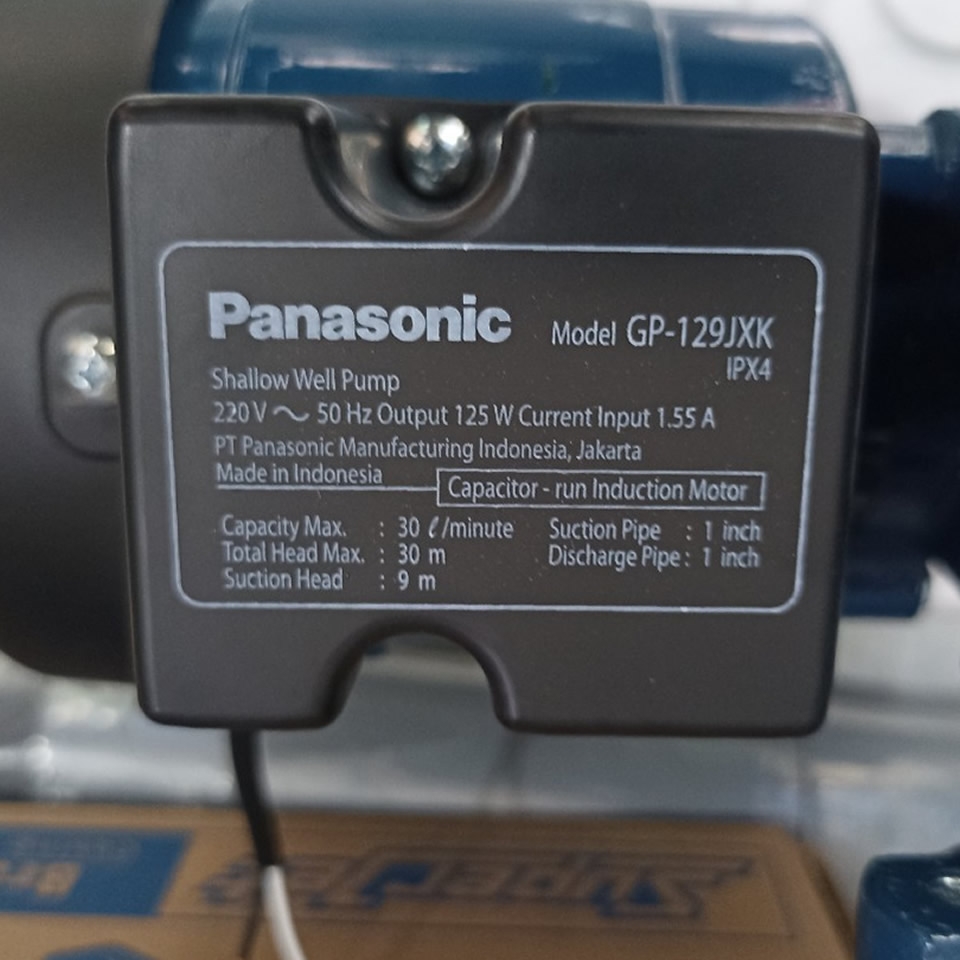 Panasonic Model GP-129JXK
IPX4
Shallow Well Pump
220 V ~ 50 Hz Output 125 W Current Input 1.55 A
PT Panasonic Manufacturing Indonesia, Jakarta
Made in Indonesia
Capacitor - run Induction Motor
Capacity Max. : 30 ℓ/minute Suction Pipe : 1 inch
Total Head Max. : 30 m Discharge Pipe : 1 inch
Suction Head : 9 m